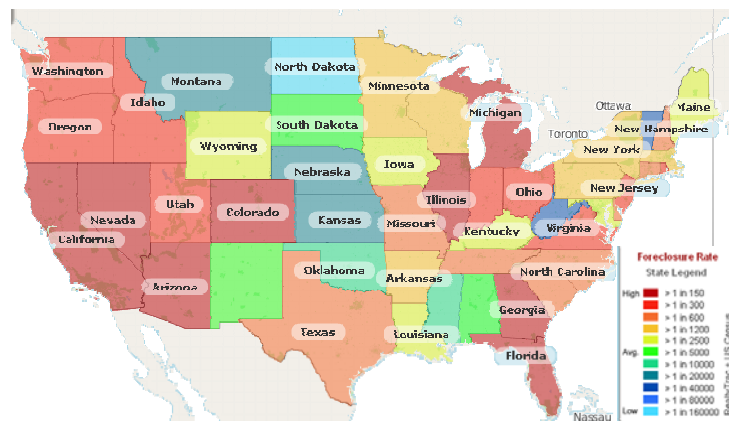 Washington
Montana
North Dakota
Minnesota
Idaho
Michigan
Ottawa
Maine
Oregon
South Dakota
New Hampshire
Toronto
Wyoming
New York
Iowa
Nebraska
New Jersey
Utah
Ohio
Illinois
Colorado
Nevada
Kansas
Missouri
Kentucky
Virginia
California
Oklahoma
North Carolina
Arkansas
Arizona
Georgia
Texas
Louisiana
Florida
Nassau
Foreclosure Rate
State Legend
High > 1 in 150
> 1 in 300
> 1 in 600
> 1 in 1200
> 1 in 2500
Avg. > 1 in 5000
> 1 in 10000
> 1 in 20000
> 1 in 40000
> 1 in 80000
Low > 1 in 160000
RealtyTrac + US Census